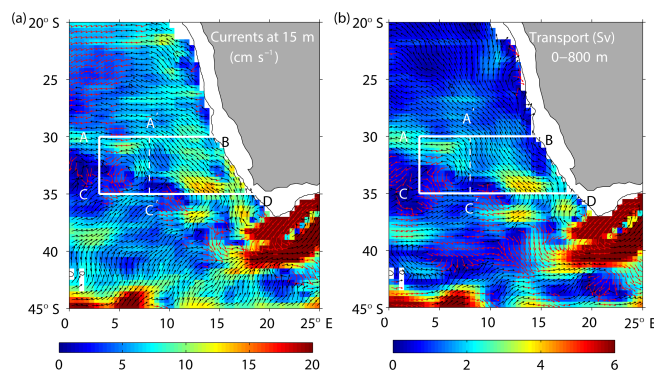 (a)
20° S
25
30
35
40
45° S
0
5
10
15
20
25° E
Currents at 15 m
(cm s⁻¹)
A
A'
B
C
C'
D
0
5
10
15
20
(b)
20° S
25
30
35
40
45° S
0
5
10
15
20
25° E
Transport (Sv)
0–800 m
A
A'
B
C
C'
D
0
2
4
6